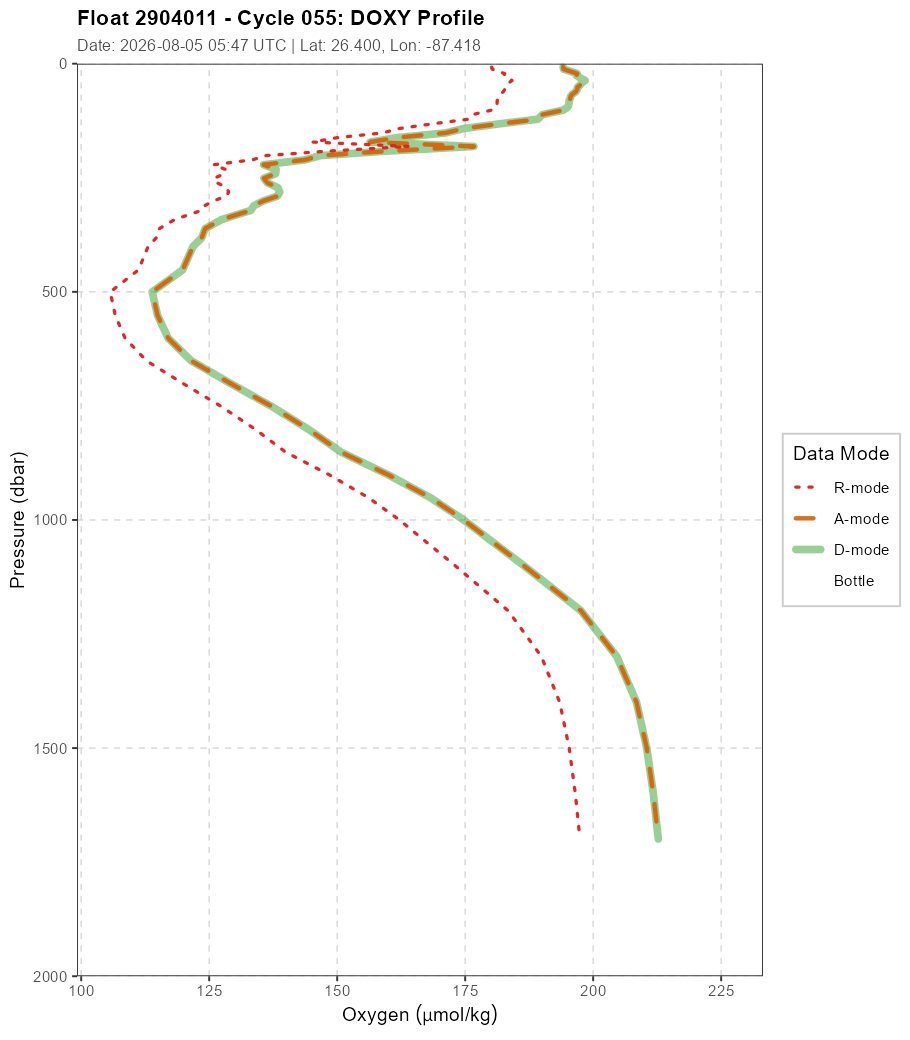 Float 2904011 - Cycle 055: DOXY Profile
Date: 2026-08-05 05:47 UTC | Lat: 26.400, Lon: -87.418
0
500
1000
1500
2000
Pressure (dbar)
100 125 150 175 200 225
Oxygen (µmol/kg)
Data Mode
R-mode
A-mode
D-mode
Bottle